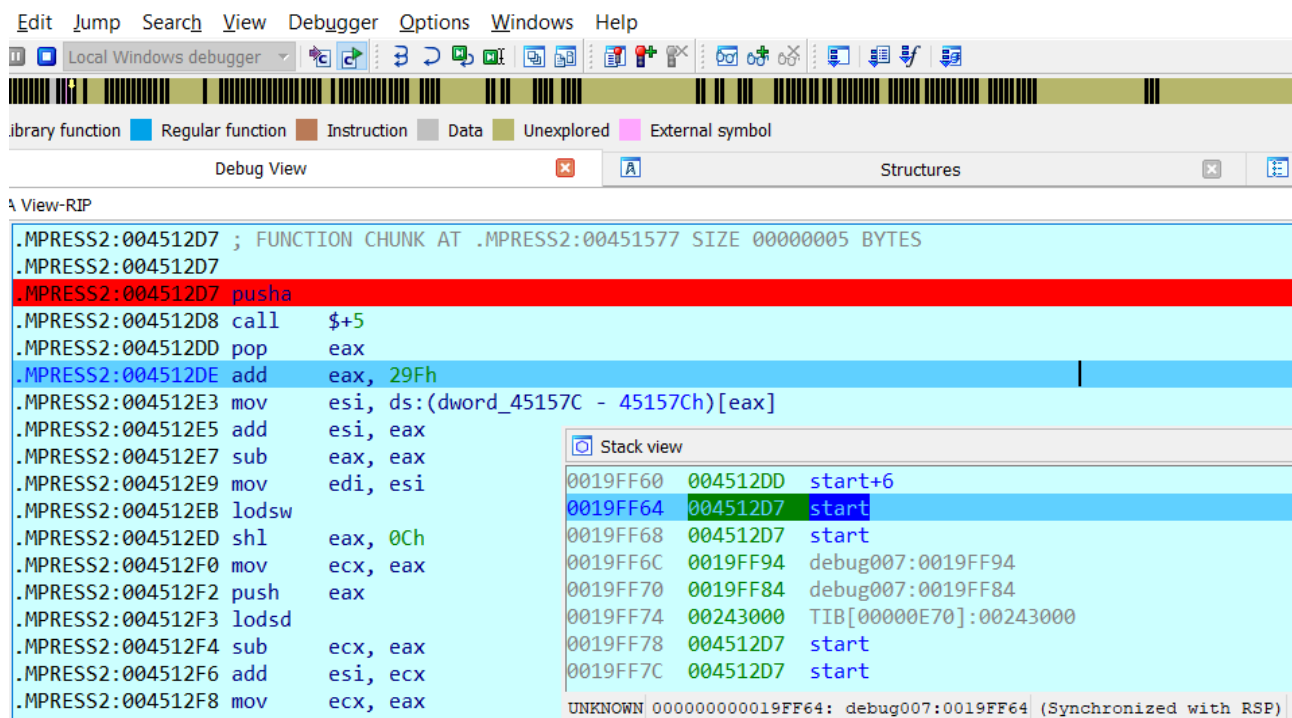 Edit Jump Search View Debugger Options Windows Help
Local Windows debugger
ibrary function Regular function Instruction Data Unexplored External symbol
Debug View Structures
A View-RIP
.MPRESS2:004512D7 ; FUNCTION CHUNK AT .MPRESS2:00451577 SIZE 00000005 BYTES
.MPRESS2:004512D7
.MPRESS2:004512D7 pusha
.MPRESS2:004512D8 call $+5
.MPRESS2:004512DD pop eax
.MPRESS2:004512DE add eax, 29Fh
.MPRESS2:004512E3 mov esi, ds:(dword_45157C - 45157Ch)[eax]
.MPRESS2:004512E5 add esi, eax
.MPRESS2:004512E7 sub eax, eax
.MPRESS2:004512E9 mov edi, esi
.MPRESS2:004512EB lodsw
.MPRESS2:004512ED shl eax, 0Ch
.MPRESS2:004512F0 mov ecx, eax
.MPRESS2:004512F2 push eax
.MPRESS2:004512F3 lodsd
.MPRESS2:004512F4 sub ecx, eax
.MPRESS2:004512F6 add esi, ecx
.MPRESS2:004512F8 mov ecx, eax
Stack view
0019FF60 004512DD start+6
0019FF64 004512D7 start
0019FF68 004512D7 start
0019FF6C 0019FF94 debug007:0019FF94
0019FF70 0019FF84 debug007:0019FF84
0019FF74 00243000 TIB[00000E70]:00243000
0019FF78 004512D7 start
0019FF7C 004512D7 start
UNKNOWN 000000000019FF64: debug007:0019FF64 (Synchronized with RSP)